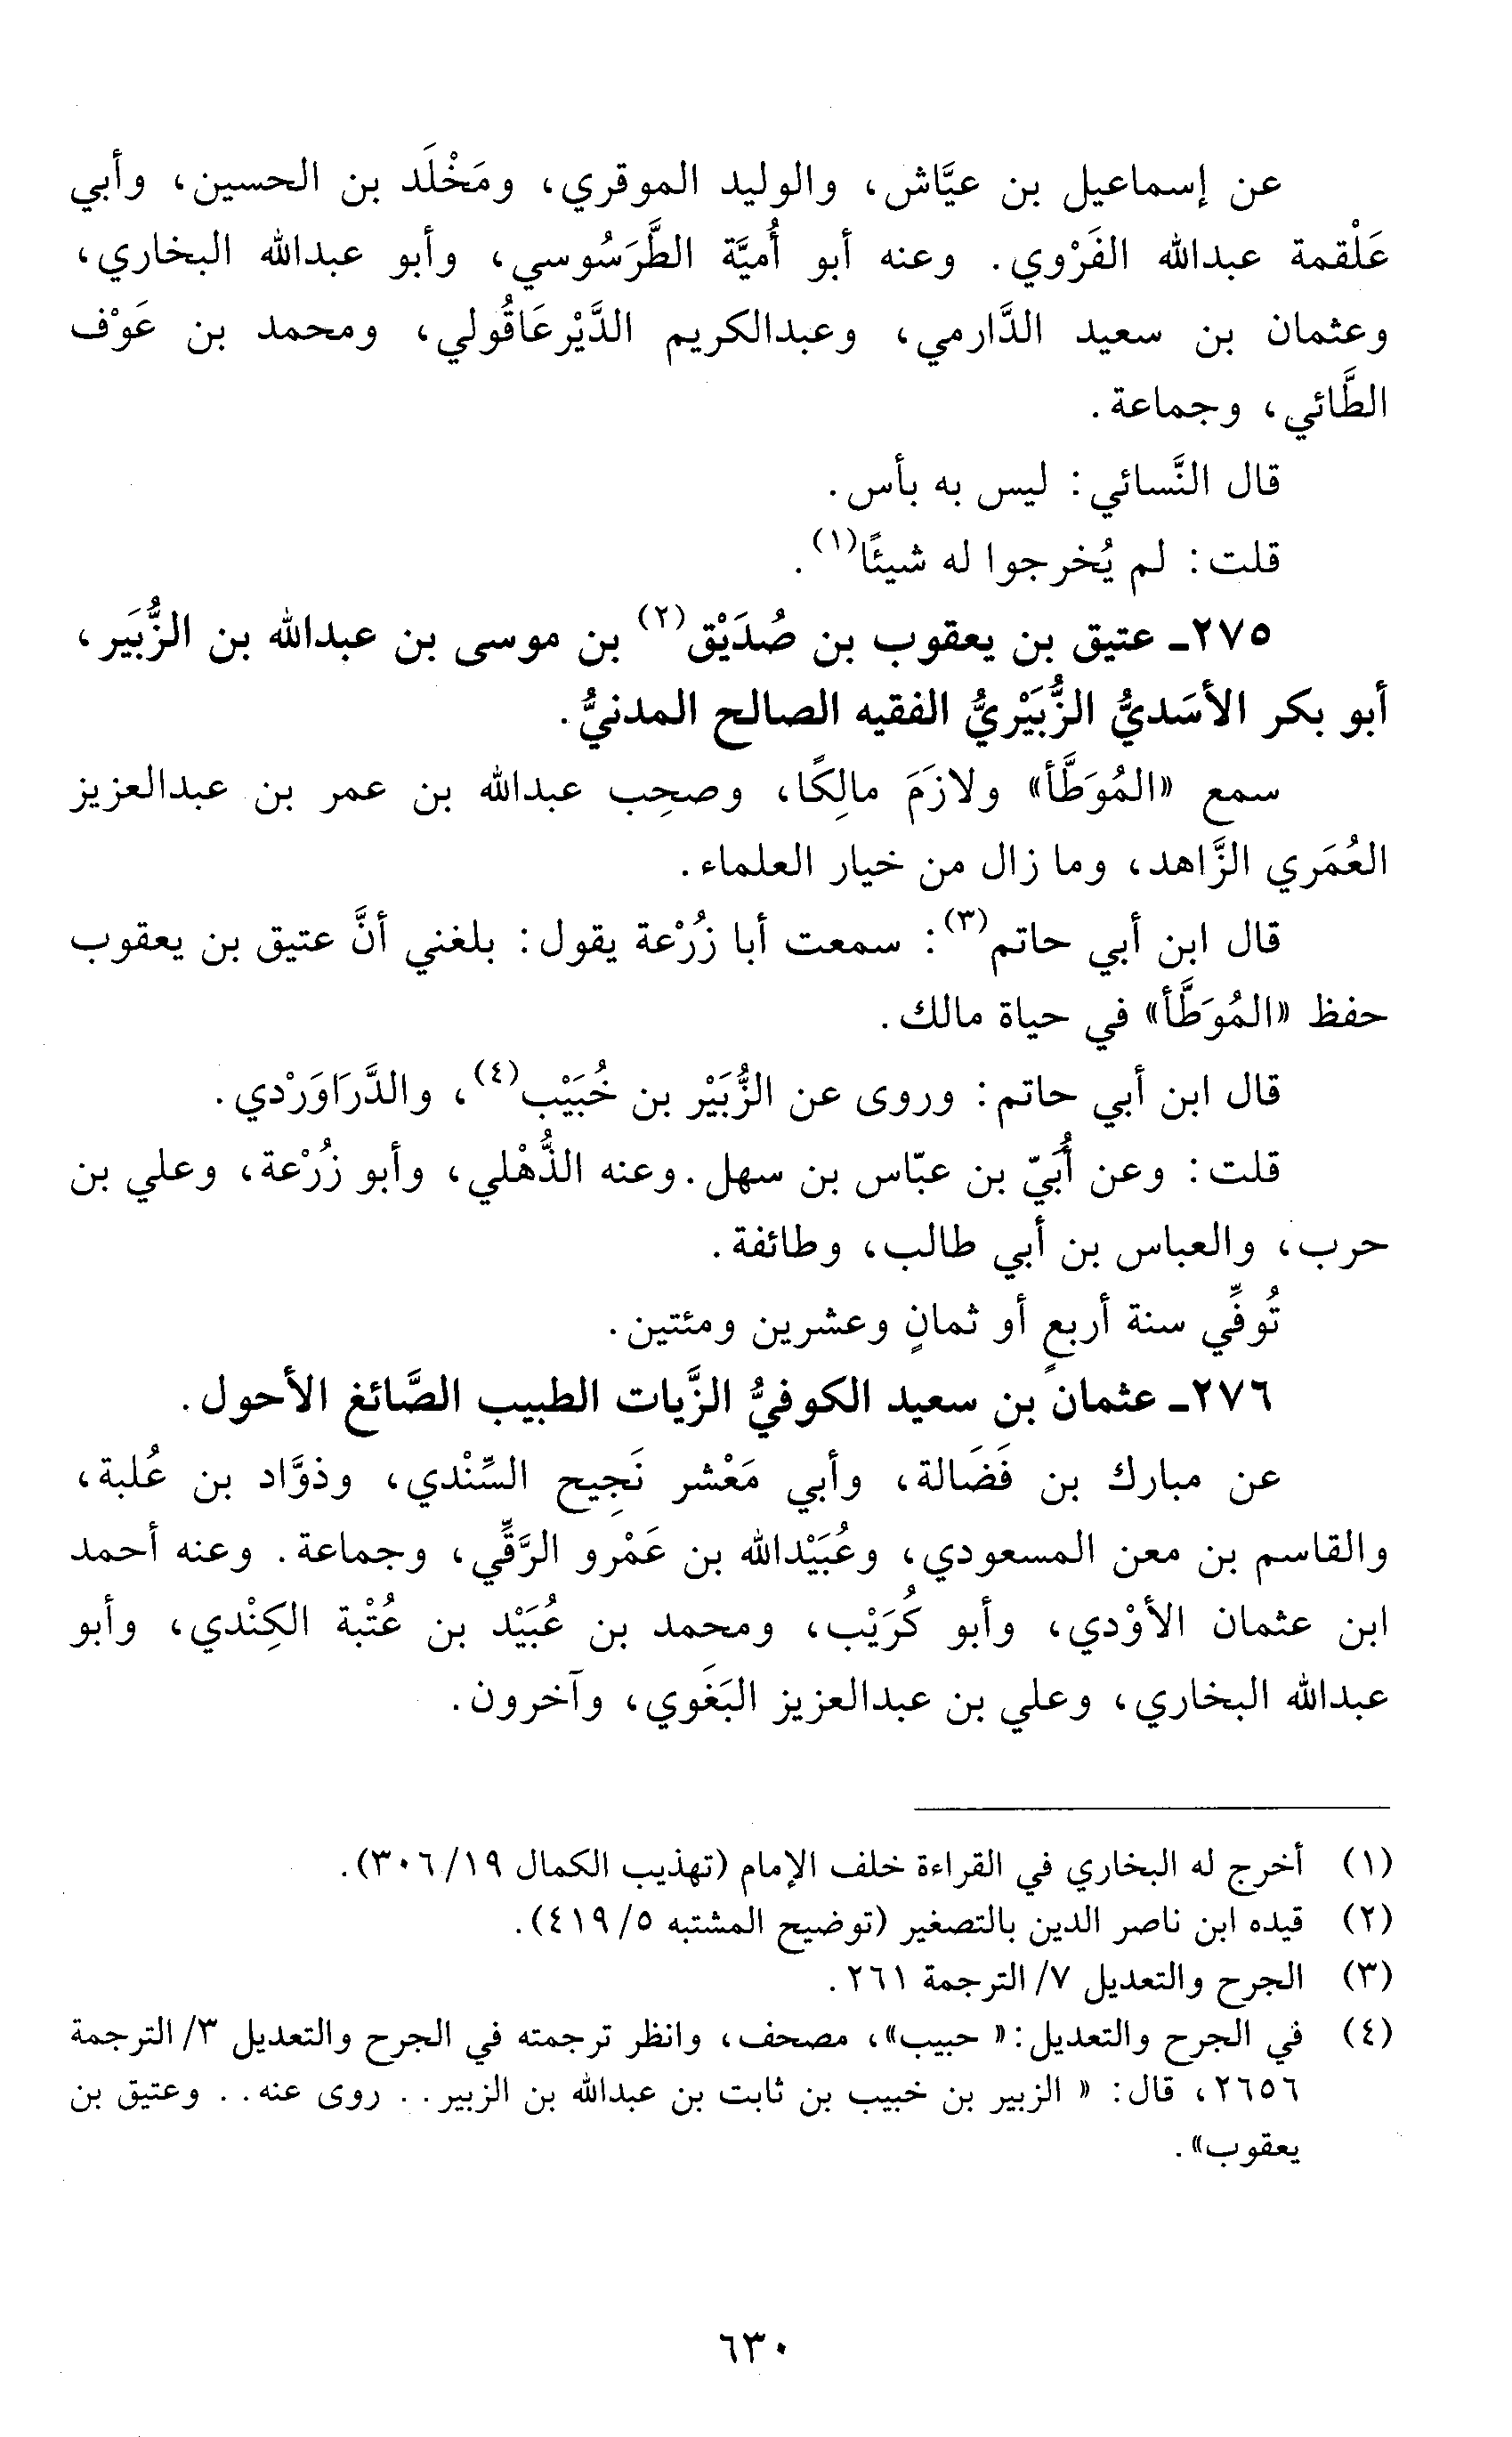 عن إسماعيل بن عيَّاش، والوليد الموقري، ومَخْلَد بن الحسين، وأبي
عَلْقمة عبدالله الفَرْوي. وعنه أبو أُميَّة الطَّرَسُوسي، وأبو عبدالله البخاري،
وعثمان بن سعيد الدَّارمي، وعبدالكريم الدَّيْرعَاقُولي، ومحمد بن عَوْف
الطَّائي، وجماعة.
قال النَّسائي: ليس به بأس.
قلت: لم يُخرجوا له شيئًا(١).
٢٧٥ـ عتيق بن يعقوب بن صُدَيْق(٢) بن موسى بن عبدالله بن الزُّبَير،
أبو بكر الأسَديُّ الزُّبَيْريُّ الفقيه الصالح المدنيُّ.
سمع «المُوَطَّأ» ولازَمَ مالِكًا، وصحِب عبدالله بن عمر بن عبدالعزيز
العُمَري الزَّاهد، وما زال من خيار العلماء.
قال ابن أبي حاتم(٣): سمعت أبا زُرْعة يقول: بلغني أنَّ عتيق بن يعقوب
حفظ «المُوَطَّأ» في حياة مالك.
قال ابن أبي حاتم: وروى عن الزُّبَيْر بن خُبَيْب(٤)، والدَّرَاوَرْدي.
قلت: وعن أُبَيّ بن عبّاس بن سهل. وعنه الذُّهْلي، وأبو زُرْعة، وعلي بن
حرب، والعباس بن أبي طالب، وطائفة.
تُوفِّي سنة أربعٍ أو ثمانٍ وعشرين ومئتين.
٢٧٦ـ عثمان بن سعيد الكوفيُّ الزَّيات الطبيب الصَّائغ الأحول.
عن مبارك بن فَضَالة، وأبي مَعْشر نَجِيح السِّنْدي، وذوَّاد بن عُلبة،
والقاسم بن معن المسعودي، وعُبَيْدالله بن عَمْرو الرَّقِّي، وجماعة. وعنه أحمد
ابن عثمان الأوْدي، وأبو كُرَيْب، ومحمد بن عُبَيْد بن عُتْبة الكِنْدي، وأبو
عبدالله البخاري، وعلي بن عبدالعزيز البَغَوي، وآخرون.
(١) أخرج له البخاري في القراءة خلف الإمام (تهذيب الكمال ١٩/ ٣٠٦).
(٢) قيده ابن ناصر الدين بالتصغير (توضيح المشتبه ٥/ ٤١٩).
(٣) الجرح والتعديل ٧/ الترجمة ٢٦١.
(٤) في الجرح والتعديل: « حبيب»، مصحف، وانظر ترجمته في الجرح والتعديل ٣/ الترجمة
٢٦٥٦، قال: « الزبير بن خبيب بن ثابت بن عبدالله بن الزبير. . روى عنه. . وعتيق بن
يعقوب».
٦٣٠